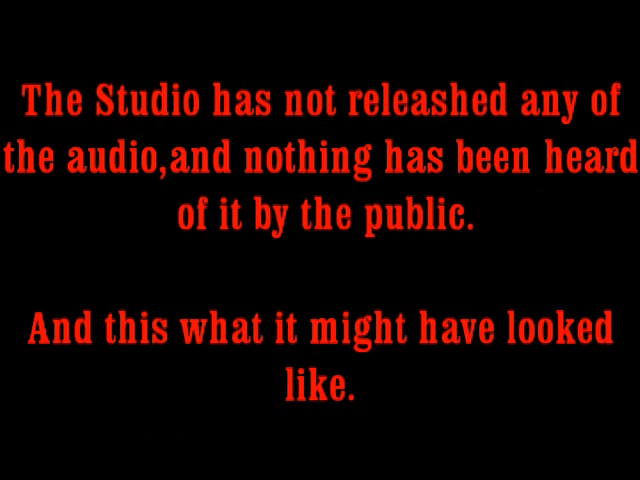 The Studio has not releashed any of
the audio,and nothing has been heard
of it by the public.
And this what it might have looked
like.